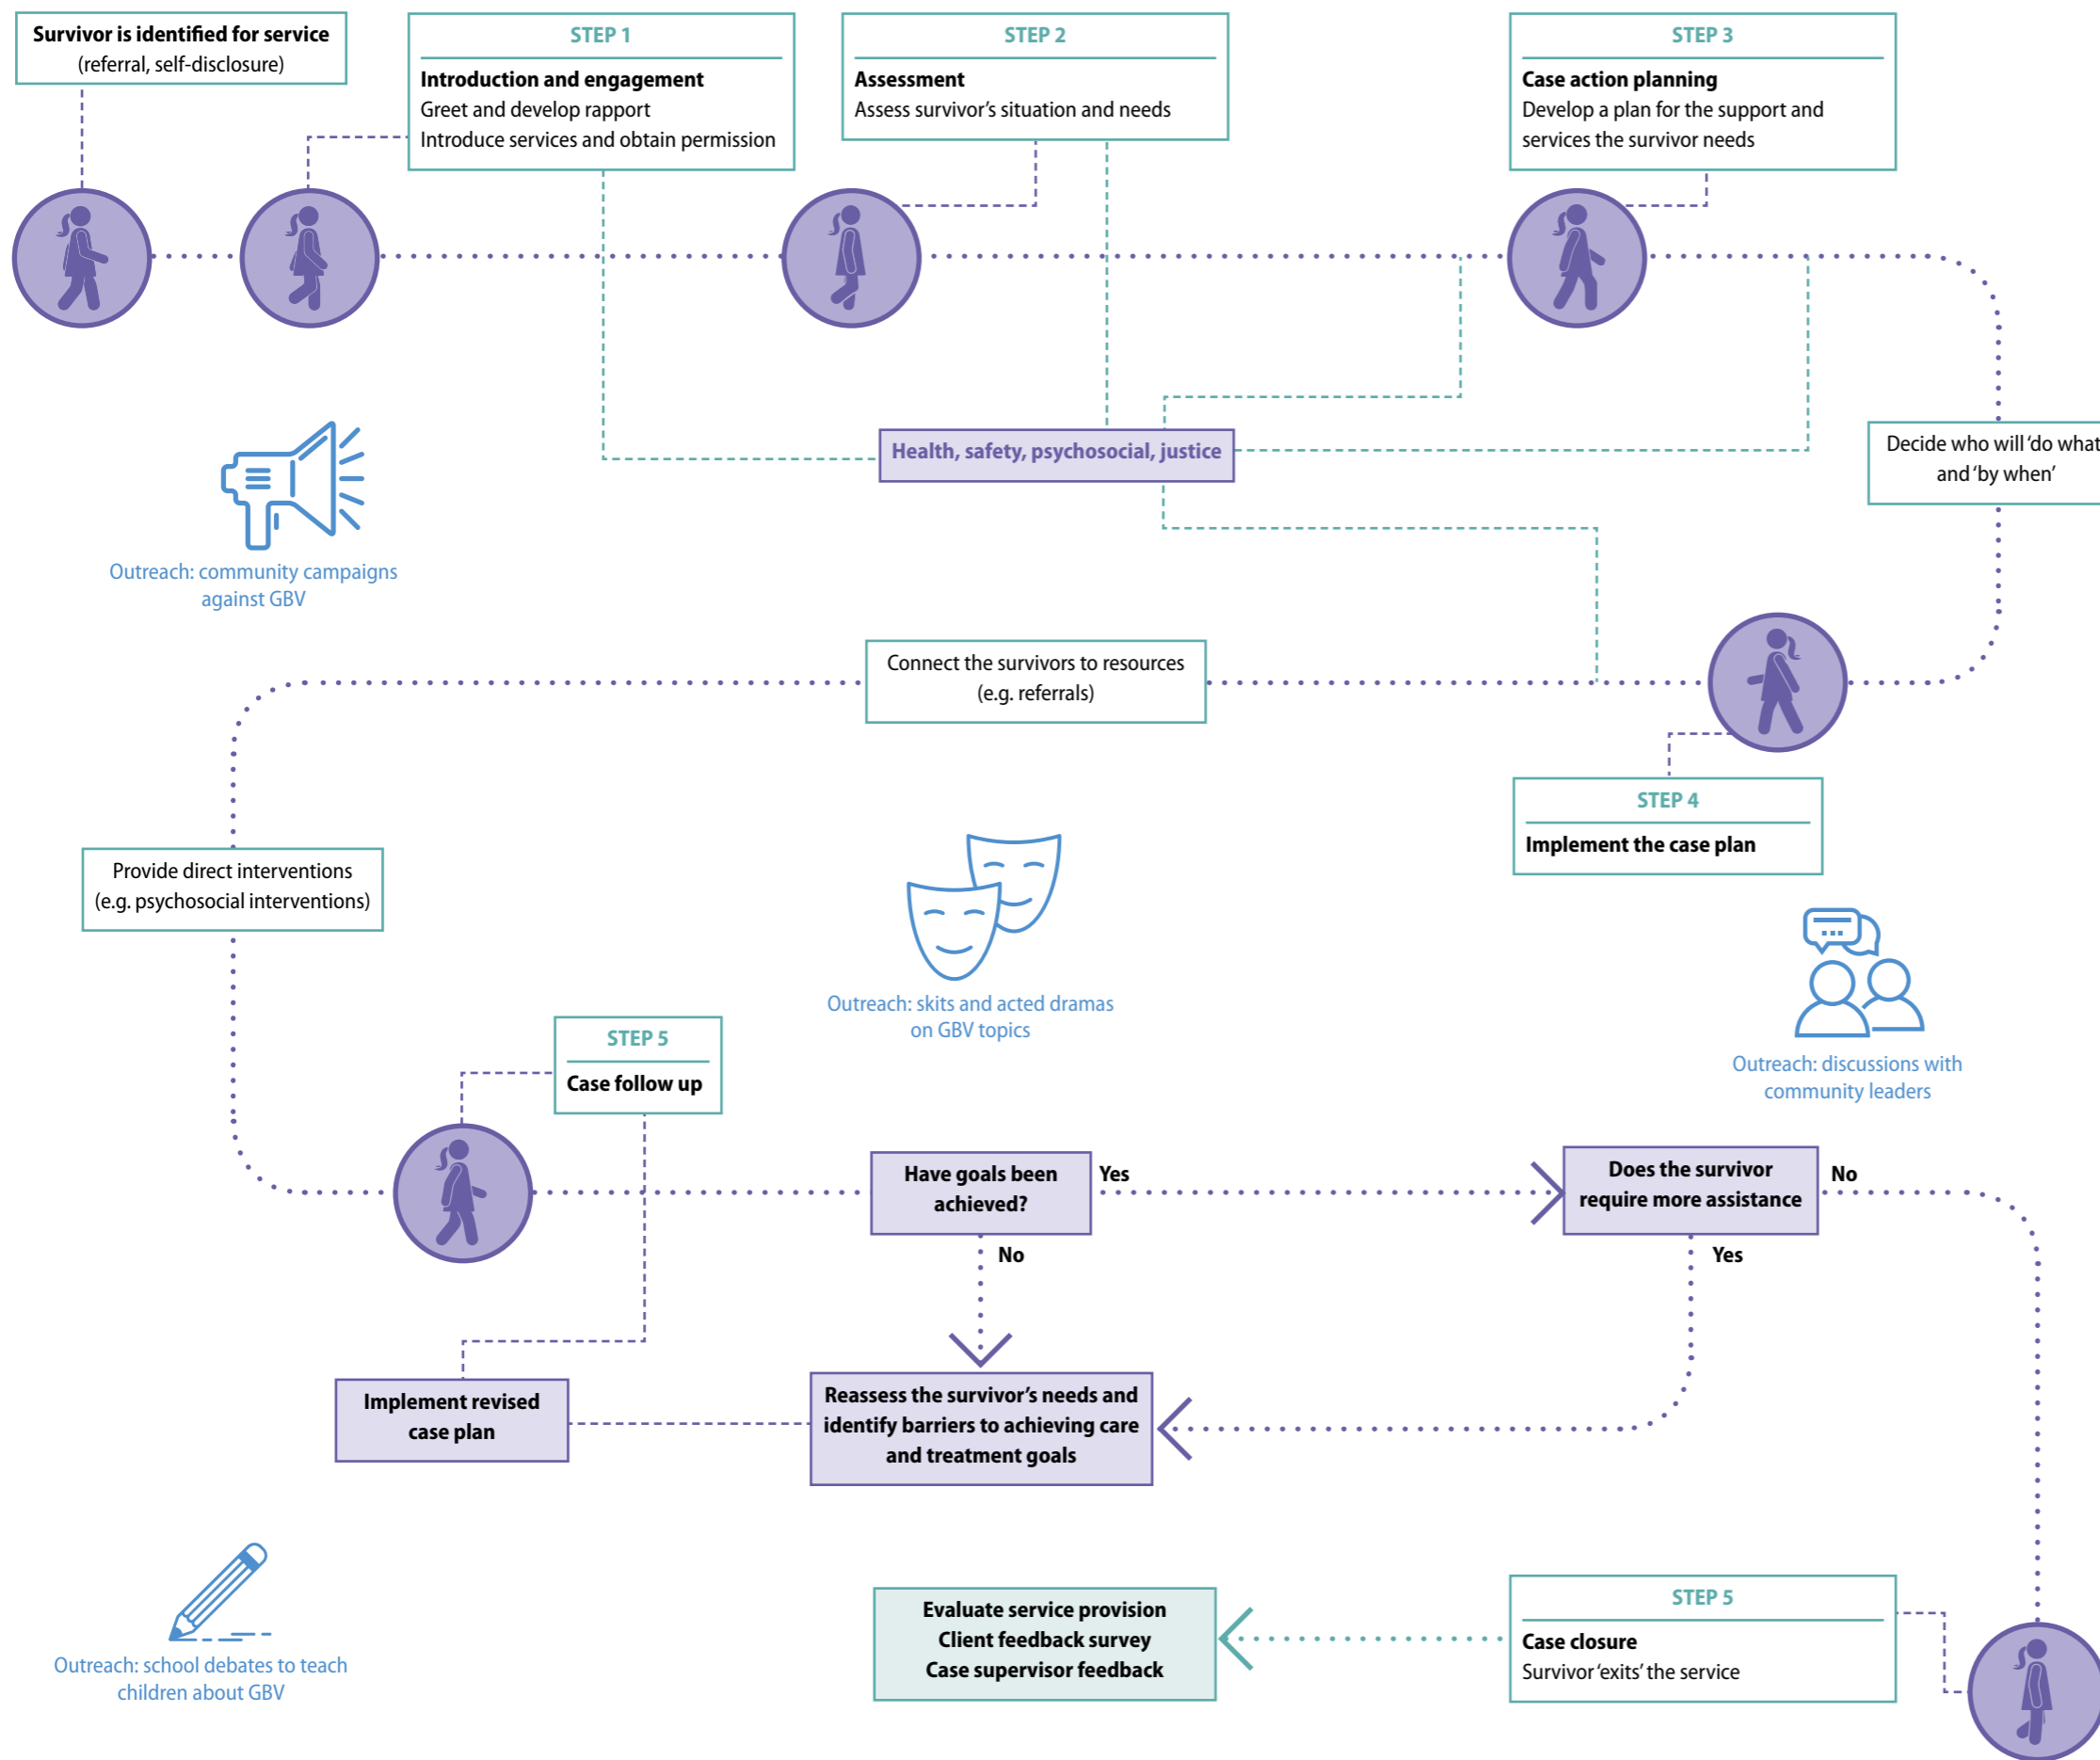 Survivor is identified for service
(referral, self-disclosure)
STEP 1
Introduction and engagement
Greet and develop rapport
Introduce services and obtain permission
STEP 2
Assessment
Assess survivor’s situation and needs
STEP 3
Case action planning
Develop a plan for the support and
services the survivor needs
Health, safety, psychosocial, justice
Decide who will ‘do what
and ‘by when’
Outreach: community campaigns
against GBV
Connect the survivors to resources
(e.g. referrals)
STEP 4
Implement the case plan
Provide direct interventions
(e.g. psychosocial interventions)
Outreach: skits and acted dramas
on GBV topics
Outreach: discussions with
community leaders
STEP 5
Case follow up
Have goals been
achieved?
Yes
No
Does the survivor
require more assistance
No
Yes
Implement revised
case plan
Reassess the survivor’s needs and
identify barriers to achieving care
and treatment goals
Outreach: school debates to teach
children about GBV
Evaluate service provision
Client feedback survey
Case supervisor feedback
STEP 5
Case closure
Survivor ‘exits’ the service